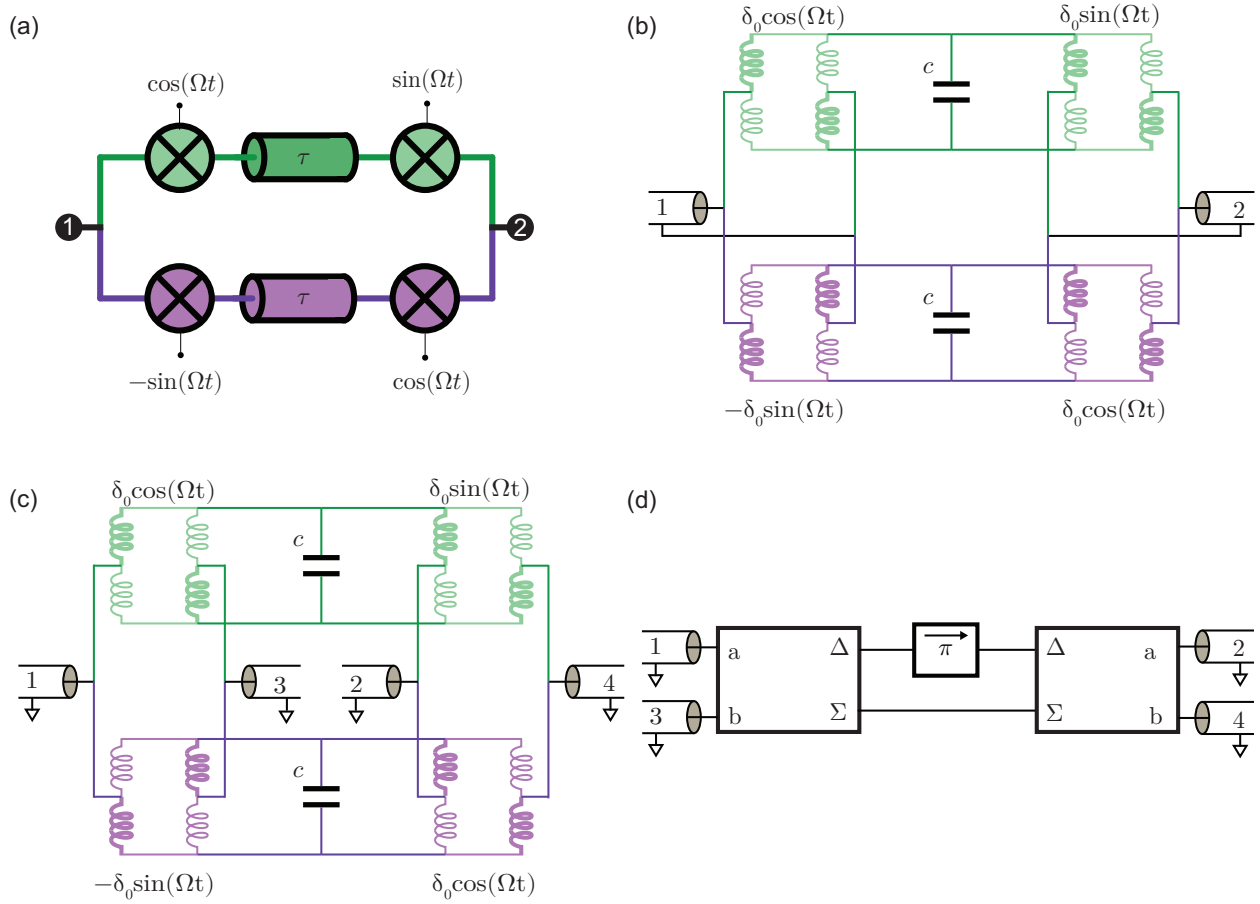 (a)
cos(Ωt)
sin(Ωt)
τ
1
2
τ
−sin(Ωt)
cos(Ωt)
(b)
δ₀cos(Ωt)
δ₀sin(Ωt)
c
1
2
c
−δ₀sin(Ωt)
δ₀cos(Ωt)
(c)
δ₀cos(Ωt)
δ₀sin(Ωt)
c
1
3
2
4
c
−δ₀sin(Ωt)
δ₀cos(Ωt)
(d)
1
a
Δ
π
Δ
a
2
3
b
Σ
Σ
b
4